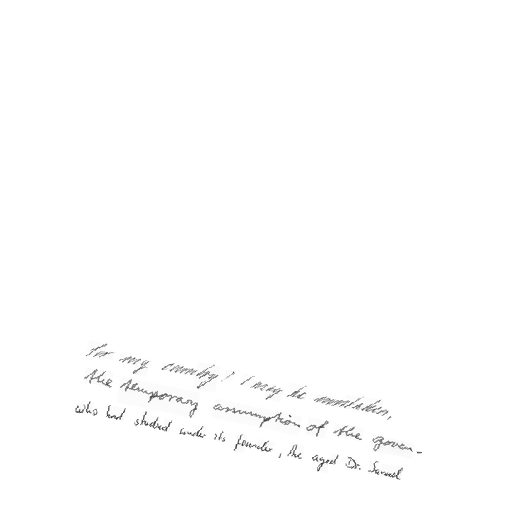 for my country! I may be mistaken,
the temporary assumption of the gover-
who had studied under its founder, the aged Dr. Samuel